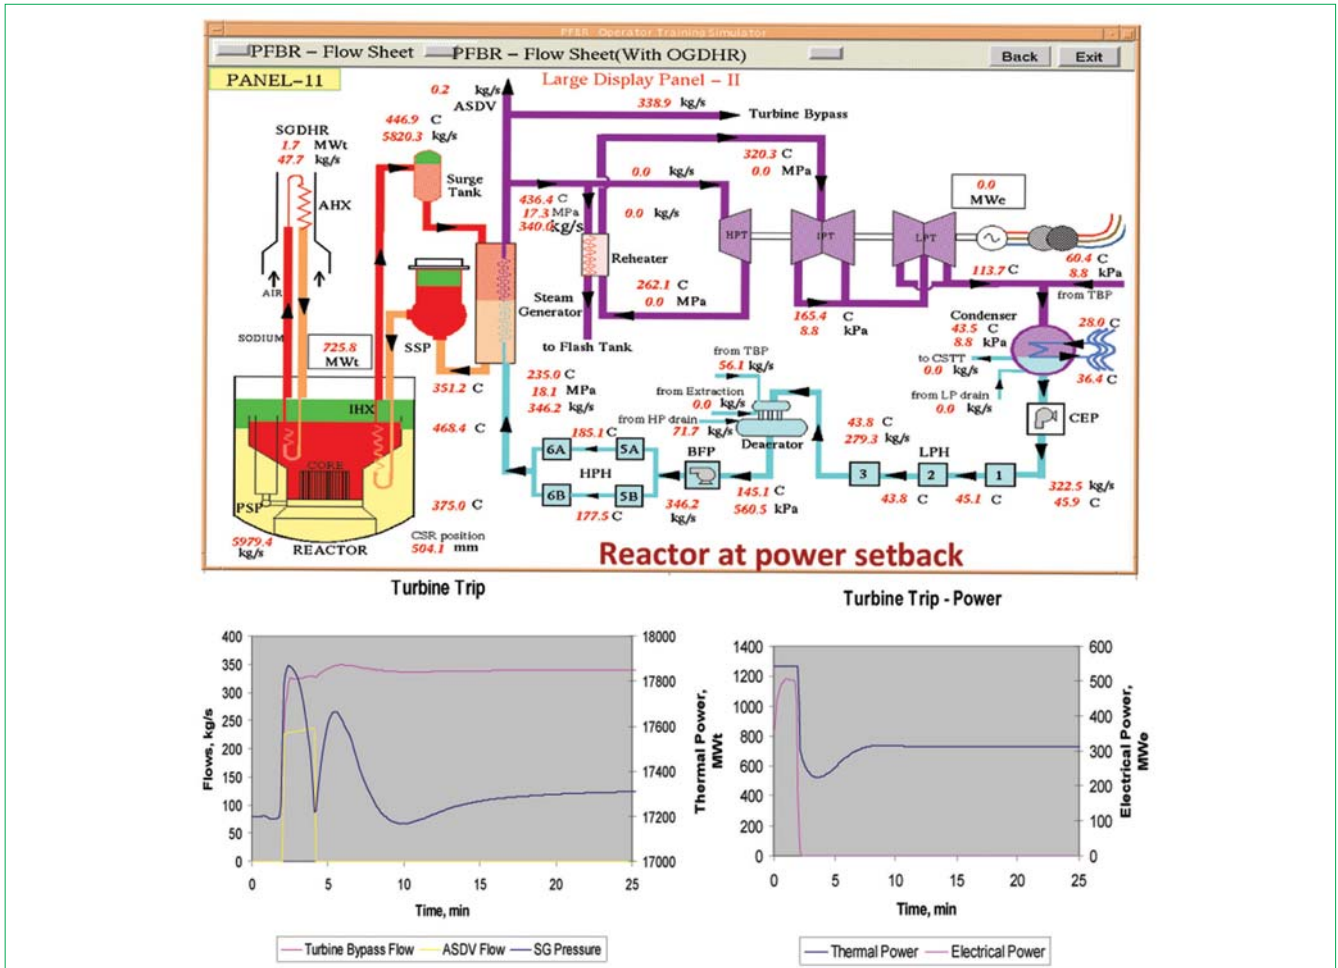 PFBR - Operator Training Simulator
PFBR – Flow Sheet
PFBR – Flow Sheet(With OGDHR)
Back
Exit
PANEL–11
Large Display Panel – II
0.2 kg/s
ASDV
338.9 kg/s
Turbine Bypass
446.9 C
5820.3 kg/s
SGDHR
1.7 MWt
47.7 kg/s
AHX
Surge
Tank
320.3 C
0.0 MPa
0.0 kg/s
0.0
MWe
436.4 C
17.3 MPa
340.0 kg/s
0.0 kg/s
HPT
IPT
LPT
Reheater
60.4 C
8.8 kPa
from TBP
113.7 C
AIR
262.1 C
0.0 MPa
Steam
Generator
to Flash Tank
165.4 C
8.8 kPa
Condenser
43.5 C
8.8 kPa
28.0 C
to CSTT
0.0 kg/s
36.4 C
from LP drain
0.0 kg/s
SODIUM
725.8
MWt
SSP
351.2 C
235.0 C
18.1 MPa
346.2 kg/s
from TBP
56.1 kg/s
from Extraction
0.0 kg/s
from HP drain
71.7 kg/s
Deaerator
43.8 C
279.3 kg/s
CEP
IHX
468.4 C
185.1 C
6A
5A
HPH
6B
5B
177.5 C
BFP
346.2
kg/s
145.1 C
560.5 kPa
LPH
3
2
1
43.8 C
45.1 C
322.5 kg/s
45.9 C
CORE
PSP
375.0 C
5979.4
kg/s
REACTOR
CSR position
504.1 mm
Reactor at power setback
Turbine Trip
Flows, kg/s
400
350
300
250
200
150
100
50
0
18000
17800
17600
17400
17200
17000
0 5 10 15 20 25
Time, min
Turbine Bypass Flow
ASDV Flow
SG Pressure
Turbine Trip - Power
Thermal Power,
MWt
1400
1200
1000
800
600
400
200
0
600
500
400
300
200
100
0
Electrical Power,
MWe
0 5 10 15 20 25
Time, min
Thermal Power
Electrical Power